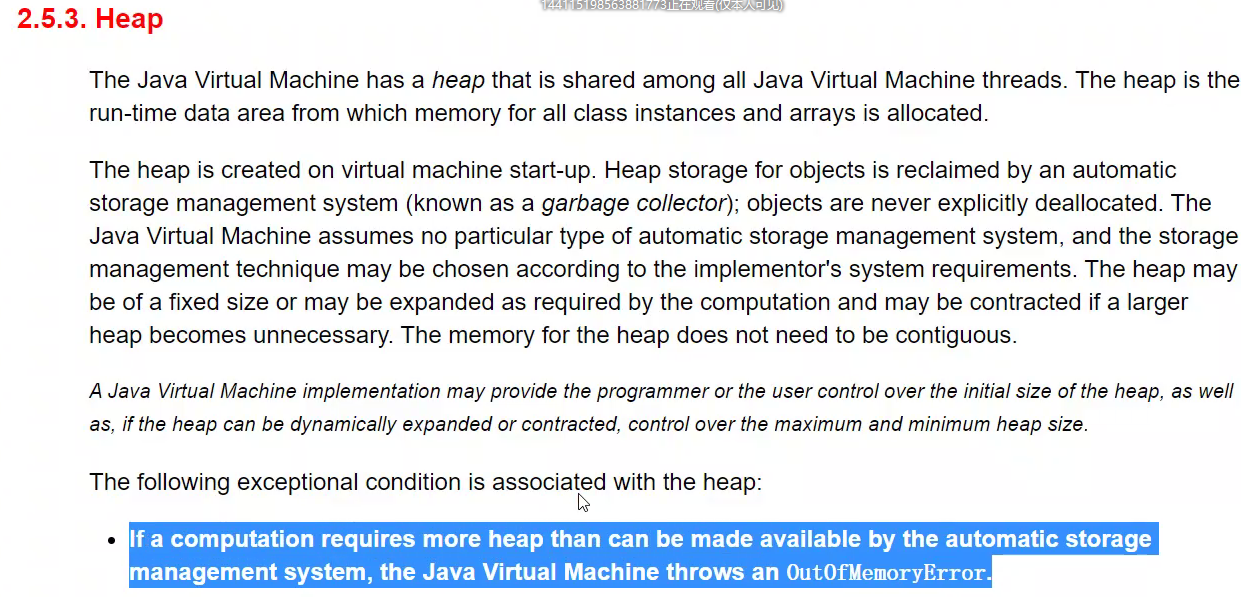 144115198563881773正在观看(仅本人可见)
2.5.3. Heap
The Java Virtual Machine has a heap that is shared among all Java Virtual Machine threads. The heap is the
run-time data area from which memory for all class instances and arrays is allocated.
The heap is created on virtual machine start-up. Heap storage for objects is reclaimed by an automatic
storage management system (known as a garbage collector); objects are never explicitly deallocated. The
Java Virtual Machine assumes no particular type of automatic storage management system, and the storage
management technique may be chosen according to the implementor's system requirements. The heap may
be of a fixed size or may be expanded as required by the computation and may be contracted if a larger
heap becomes unnecessary. The memory for the heap does not need to be contiguous.
A Java Virtual Machine implementation may provide the programmer or the user control over the initial size of the heap, as well
as, if the heap can be dynamically expanded or contracted, control over the maximum and minimum heap size.
The following exceptional condition is associated with the heap:
• If a computation requires more heap than can be made available by the automatic storage
management system, the Java Virtual Machine throws an OutOfMemoryError.